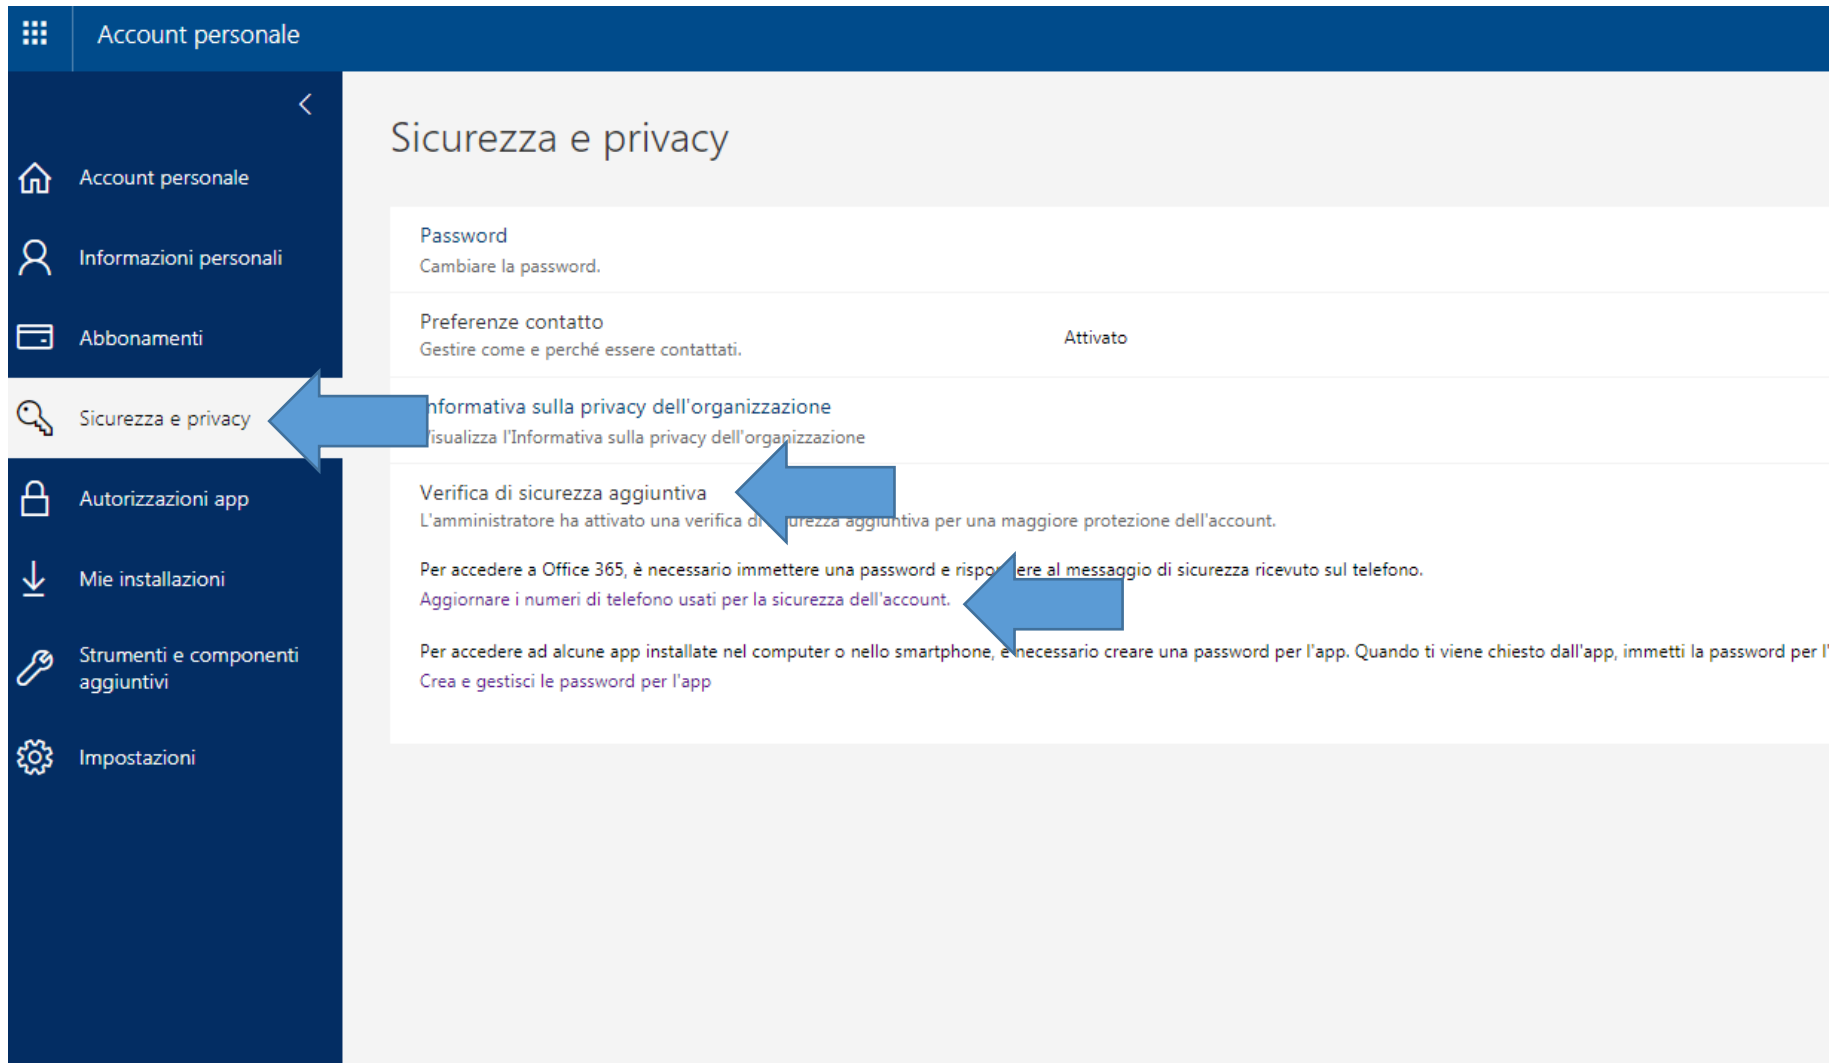 Account personale
Account personale
Informazioni personali
Abbonamenti
Sicurezza e privacy
Autorizzazioni app
Mie installazioni
Strumenti e componenti
aggiuntivi
Impostazioni
Sicurezza e privacy
Password
Cambiare la password.
Preferenze contatto
Gestire come e perché essere contattati.
Attivato
nformativa sulla privacy dell'organizzazione
isualizza l'Informativa sulla privacy dell'organizzazione
Verifica di sicurezza aggiuntiva
L'amministratore ha attivato una verifica di urezza aggiuntiva per una maggiore protezione dell'account.
Per accedere a Office 365, è necessario immettere una password e rispon ere al messaggio di sicurezza ricevuto sul telefono.
Aggiornare i numeri di telefono usati per la sicurezza dell'account.
Per accedere ad alcune app installate nel computer o nello smartphone, è necessario creare una password per l'app. Quando ti viene chiesto dall'app, immetti la password per l'
Crea e gestisci le password per l'app